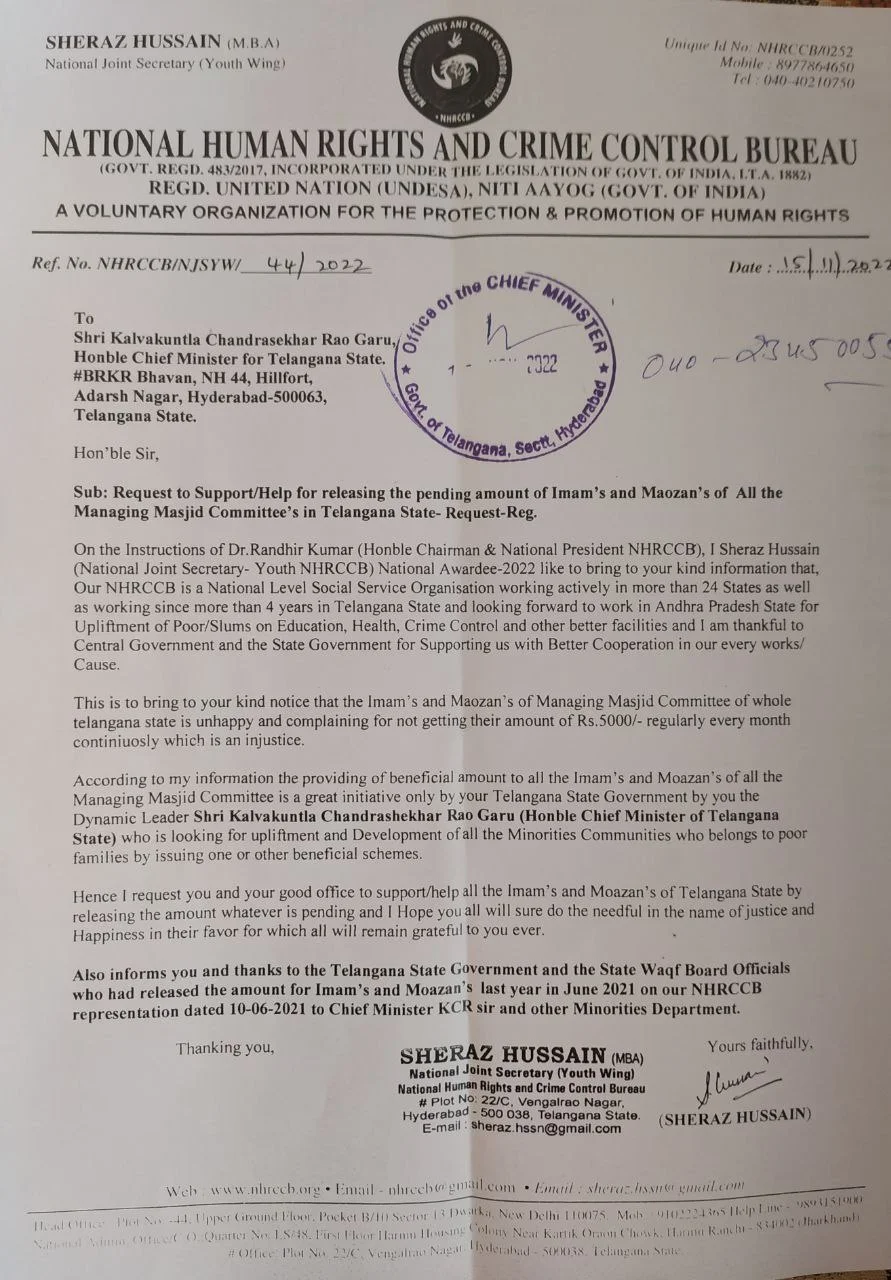 SHERAZ HUSSAIN (M.B.A)
National Joint Secretary (Youth Wing)
NATIONAL HUMAN RIGHTS AND CRIME CONTROL BUREAU
• NHRCCB •
Unique Id No: NHRCCB/0252
Mobile : 8977864650
Tel : 040-40210750
NATIONAL HUMAN RIGHTS AND CRIME CONTROL BUREAU
(GOVT. REGD. 483/2017, INCORPORATED UNDER THE LEGISLATION OF GOVT. OF INDIA, I.T.A. 1882)
REGD. UNITED NATION (UNDESA), NITI AAYOG (GOVT. OF INDIA)
A VOLUNTARY ORGANIZATION FOR THE PROTECTION & PROMOTION OF HUMAN RIGHTS
Ref. No. NHRCCB/NJSYW/ 44/2022
Date : 15/11/2022
Office of the CHIEF MINISTER
2022
Govt. of Telangana, Sectt, Hyderabad
040 - 2345005
To
Shri Kalvakuntla Chandrasekhar Rao Garu,
Honble Chief Minister for Telangana State.
#BRKR Bhavan, NH 44, Hillfort,
Adarsh Nagar, Hyderabad-500063,
Telangana State.
Hon'ble Sir,
Sub: Request to Support/Help for releasing the pending amount of Imam's and Maozan's of All the
Managing Masjid Committee's in Telangana State- Request-Reg.
On the Instructions of Dr.Randhir Kumar (Honble Chairman & National President NHRCCB), I Sheraz Hussain
(National Joint Secretary- Youth NHRCCB) National Awardee-2022 like to bring to your kind information that,
Our NHRCCB is a National Level Social Service Organisation working actively in more than 24 States as well
as working since more than 4 years in Telangana State and looking forward to work in Andhra Pradesh State for
Upliftment of Poor/Slums on Education, Health, Crime Control and other better facilities and I am thankful to
Central Government and the State Government for Supporting us with Better Cooperation in our every works/
Cause.
This is to bring to your kind notice that the Imam's and Maozan's of Managing Masjid Committee of whole
telangana state is unhappy and complaining for not getting their amount of Rs.5000/- regularly every month
continiuosly which is an injustice.
According to my information the providing of beneficial amount to all the Imam's and Moazan's of all the
Managing Masjid Committee is a great initiative only by your Telangana State Government by you the
Dynamic Leader Shri Kalvakuntla Chandrashekhar Rao Garu (Honble Chief Minister of Telangana
State) who is looking for upliftment and Development of all the Minorities Communities who belongs to poor
families by issuing one or other beneficial schemes.
Hence I request you and your good office to support/help all the Imam's and Moazan's of Telangana State by
releasing the amount whatever is pending and I Hope you all will sure do the needful in the name of justice and
Happiness in their favor for which all will remain grateful to you ever.
Also informs you and thanks to the Telangana State Government and the State Waqf Board Officials
who had released the amount for Imam's and Moazan's last year in June 2021 on our NHRCCB
representation dated 10-06-2021 to Chief Minister KCR sir and other Minorities Department.
Thanking you,
SHERAZ HUSSAIN (MBA)
National Joint Secretary (Youth Wing)
National Human Rights and Crime Control Bureau
# Plot No: 22/C, Vengalrao Nagar,
Hyderabad - 500 038, Telangana State.
E-mail : sheraz.hssn@gmail.com
Yours faithfully,
(SHERAZ HUSSAIN)
Web : www.nhrccb.org • Email - nhrccb@gmail.com • Email : sheraz.hssn@gmail.com
Head Office : Plot No. -44, Upper Ground Floor, Pocket B/10 Sector 13 Dwarka, New Delhi 110075, Mob : 9102224365 Help Line - 9893151900
National Admin. Office/C.O. Quarter No. LS/48, First Floor Harmu Housing Colony Near Kartik Oraon Chowk, Harmu Ranchi - 834002 (Jharkhand)
# Office: Plot No. 22/C, Vengalrao Nagar, Hyderabad - 500038, Telangana State.